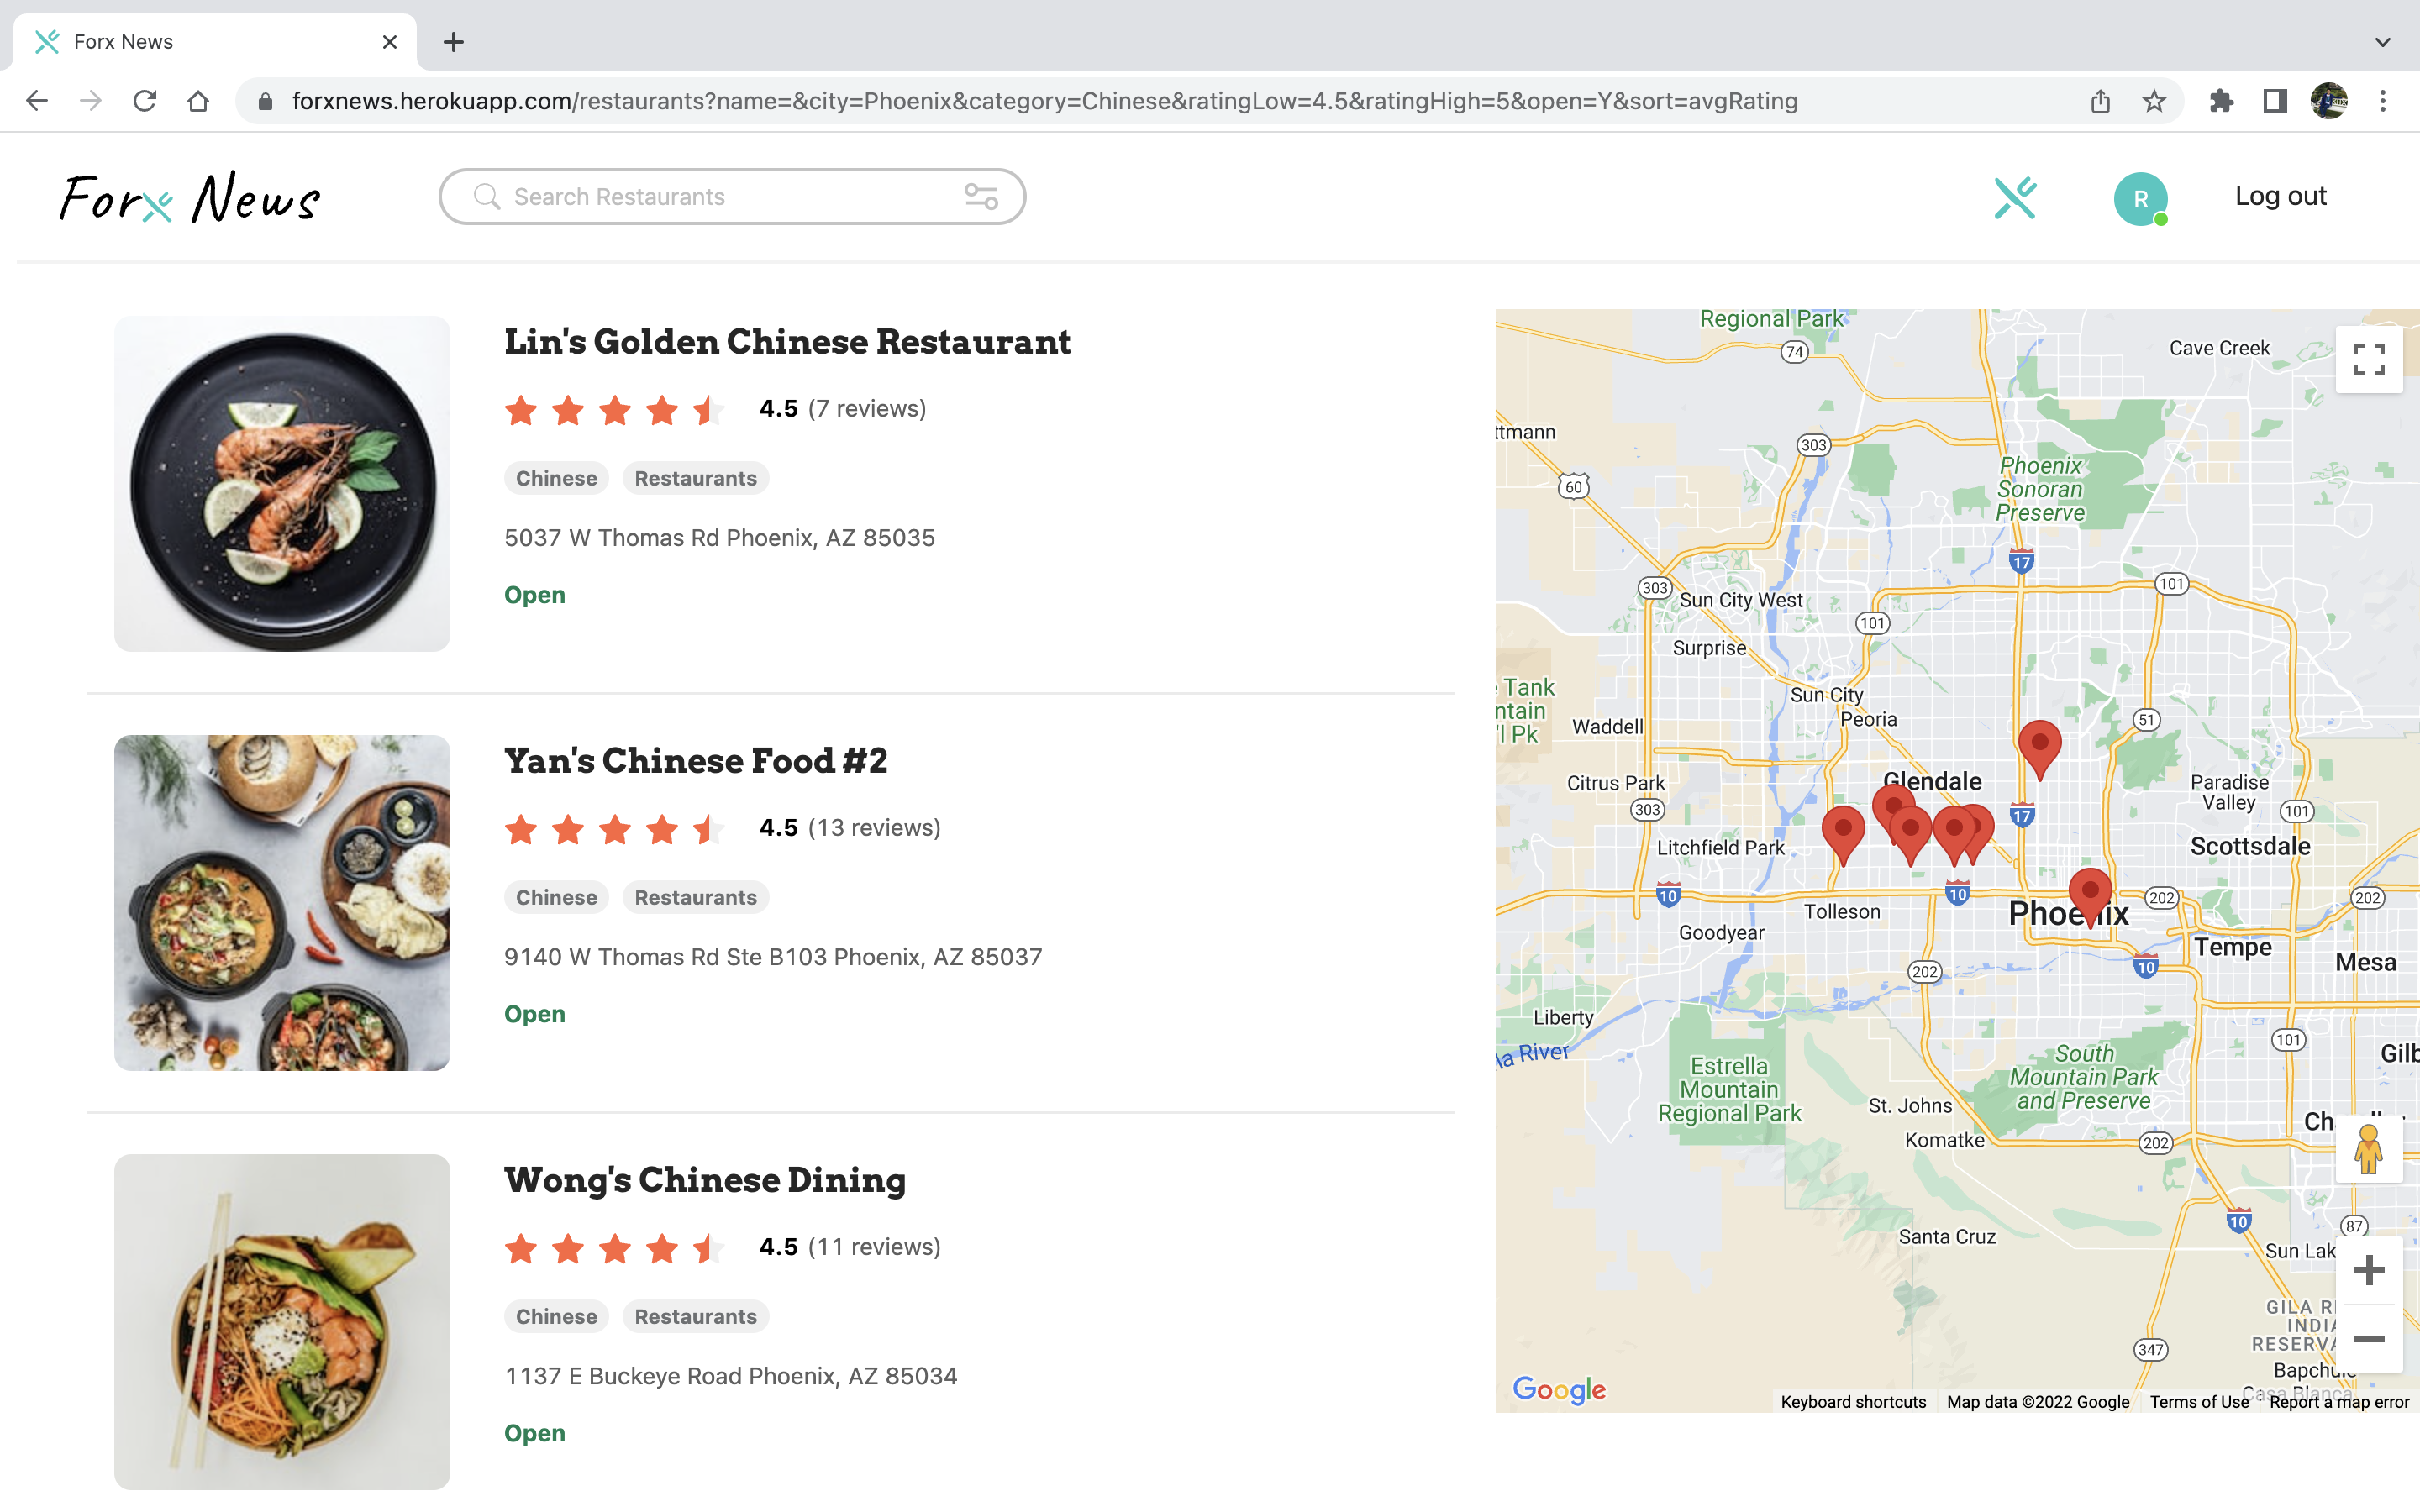 Forx News
forxnews.herokuapp.com/restaurants?name=&city=Phoenix&category=Chinese&ratingLow=4.5&ratingHigh=5&open=Y&sort=avgRating
Forx News
Search Restaurants
R
Log out
Lin's Golden Chinese Restaurant
4.5 (7 reviews)
Chinese Restaurants
5037 W Thomas Rd Phoenix, AZ 85035
Open
Yan's Chinese Food #2
4.5 (13 reviews)
Chinese Restaurants
9140 W Thomas Rd Ste B103 Phoenix, AZ 85037
Open
Wong's Chinese Dining
4.5 (11 reviews)
Chinese Restaurants
1137 E Buckeye Road Phoenix, AZ 85034
Open
Regional Park
Cave Creek
74
ttmann
303
60
Phoenix
Sonoran
Preserve
17
303
Sun City West
101
101
Surprise
Tank
ntain
'l Pk
Sun City
Peoria
Waddell
51
Citrus Park
Glendale
Paradise
Valley
303
17
101
Litchfield Park
Scottsdale
10
10
202
202
Tolleson
Phoenix
Goodyear
Tempe
202
10
Mesa
Liberty
la River
101
Gilb
Estrella
Mountain
Regional Park
South
Mountain Park
and Preserve
St. Johns
Ch
Komatke
202
10
87
Santa Cruz
Sun Lak
GILA RI
INDIA
RESERVA
347
Bapchule
Casa Blanca
Google
Keyboard shortcuts
Map data ©2022 Google
Terms of Use
Report a map error